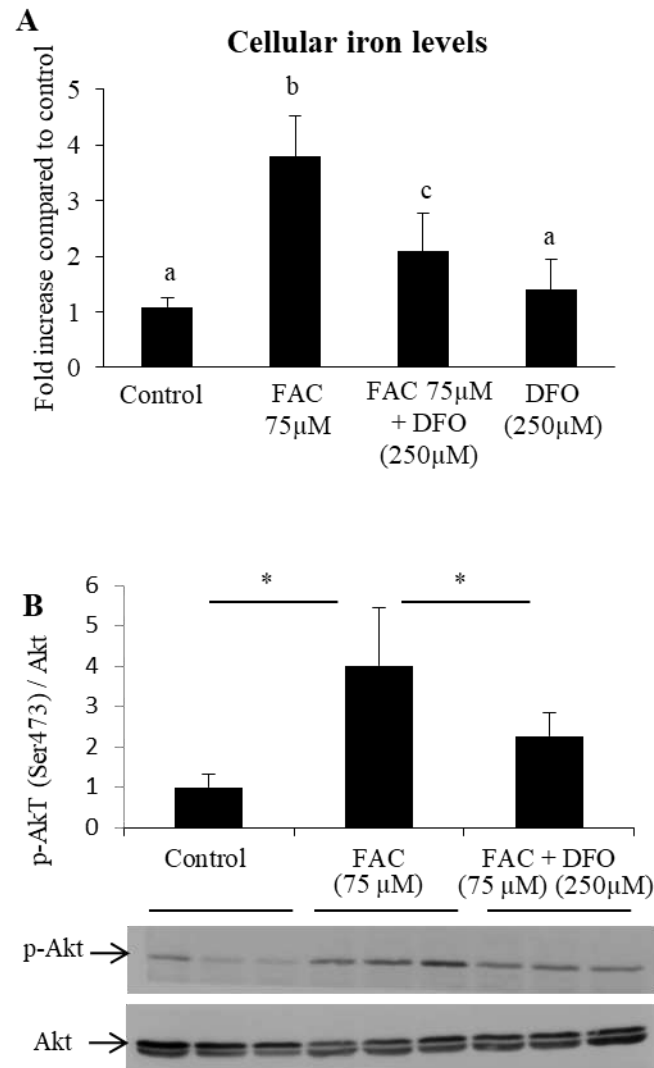 A
Cellular iron levels
Fold increase compared to control
5
4
3
2
1
0
a
b
c
a
Control
FAC
75μM
FAC 75μM
+ DFO
(250μM)
DFO
(250μM)
B
p-AkT (Ser473) / Akt
6
5
4
3
2
1
0
*
*
Control
FAC
(75 μM)
FAC + DFO
(75 μM) (250μM)
p-Akt
Akt